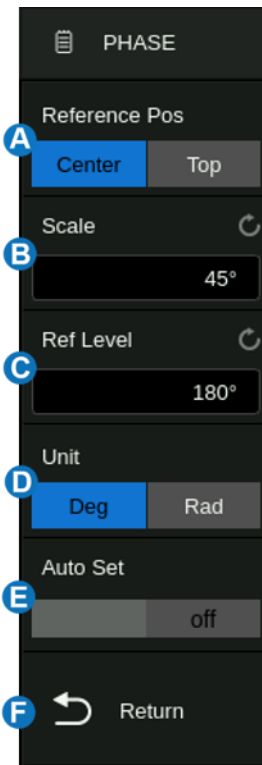 PHASE
Reference Pos
A
Center Top
Scale
B
45°
Ref Level
C
180°
Unit
D
Deg Rad
Auto Set
E
off
F Return